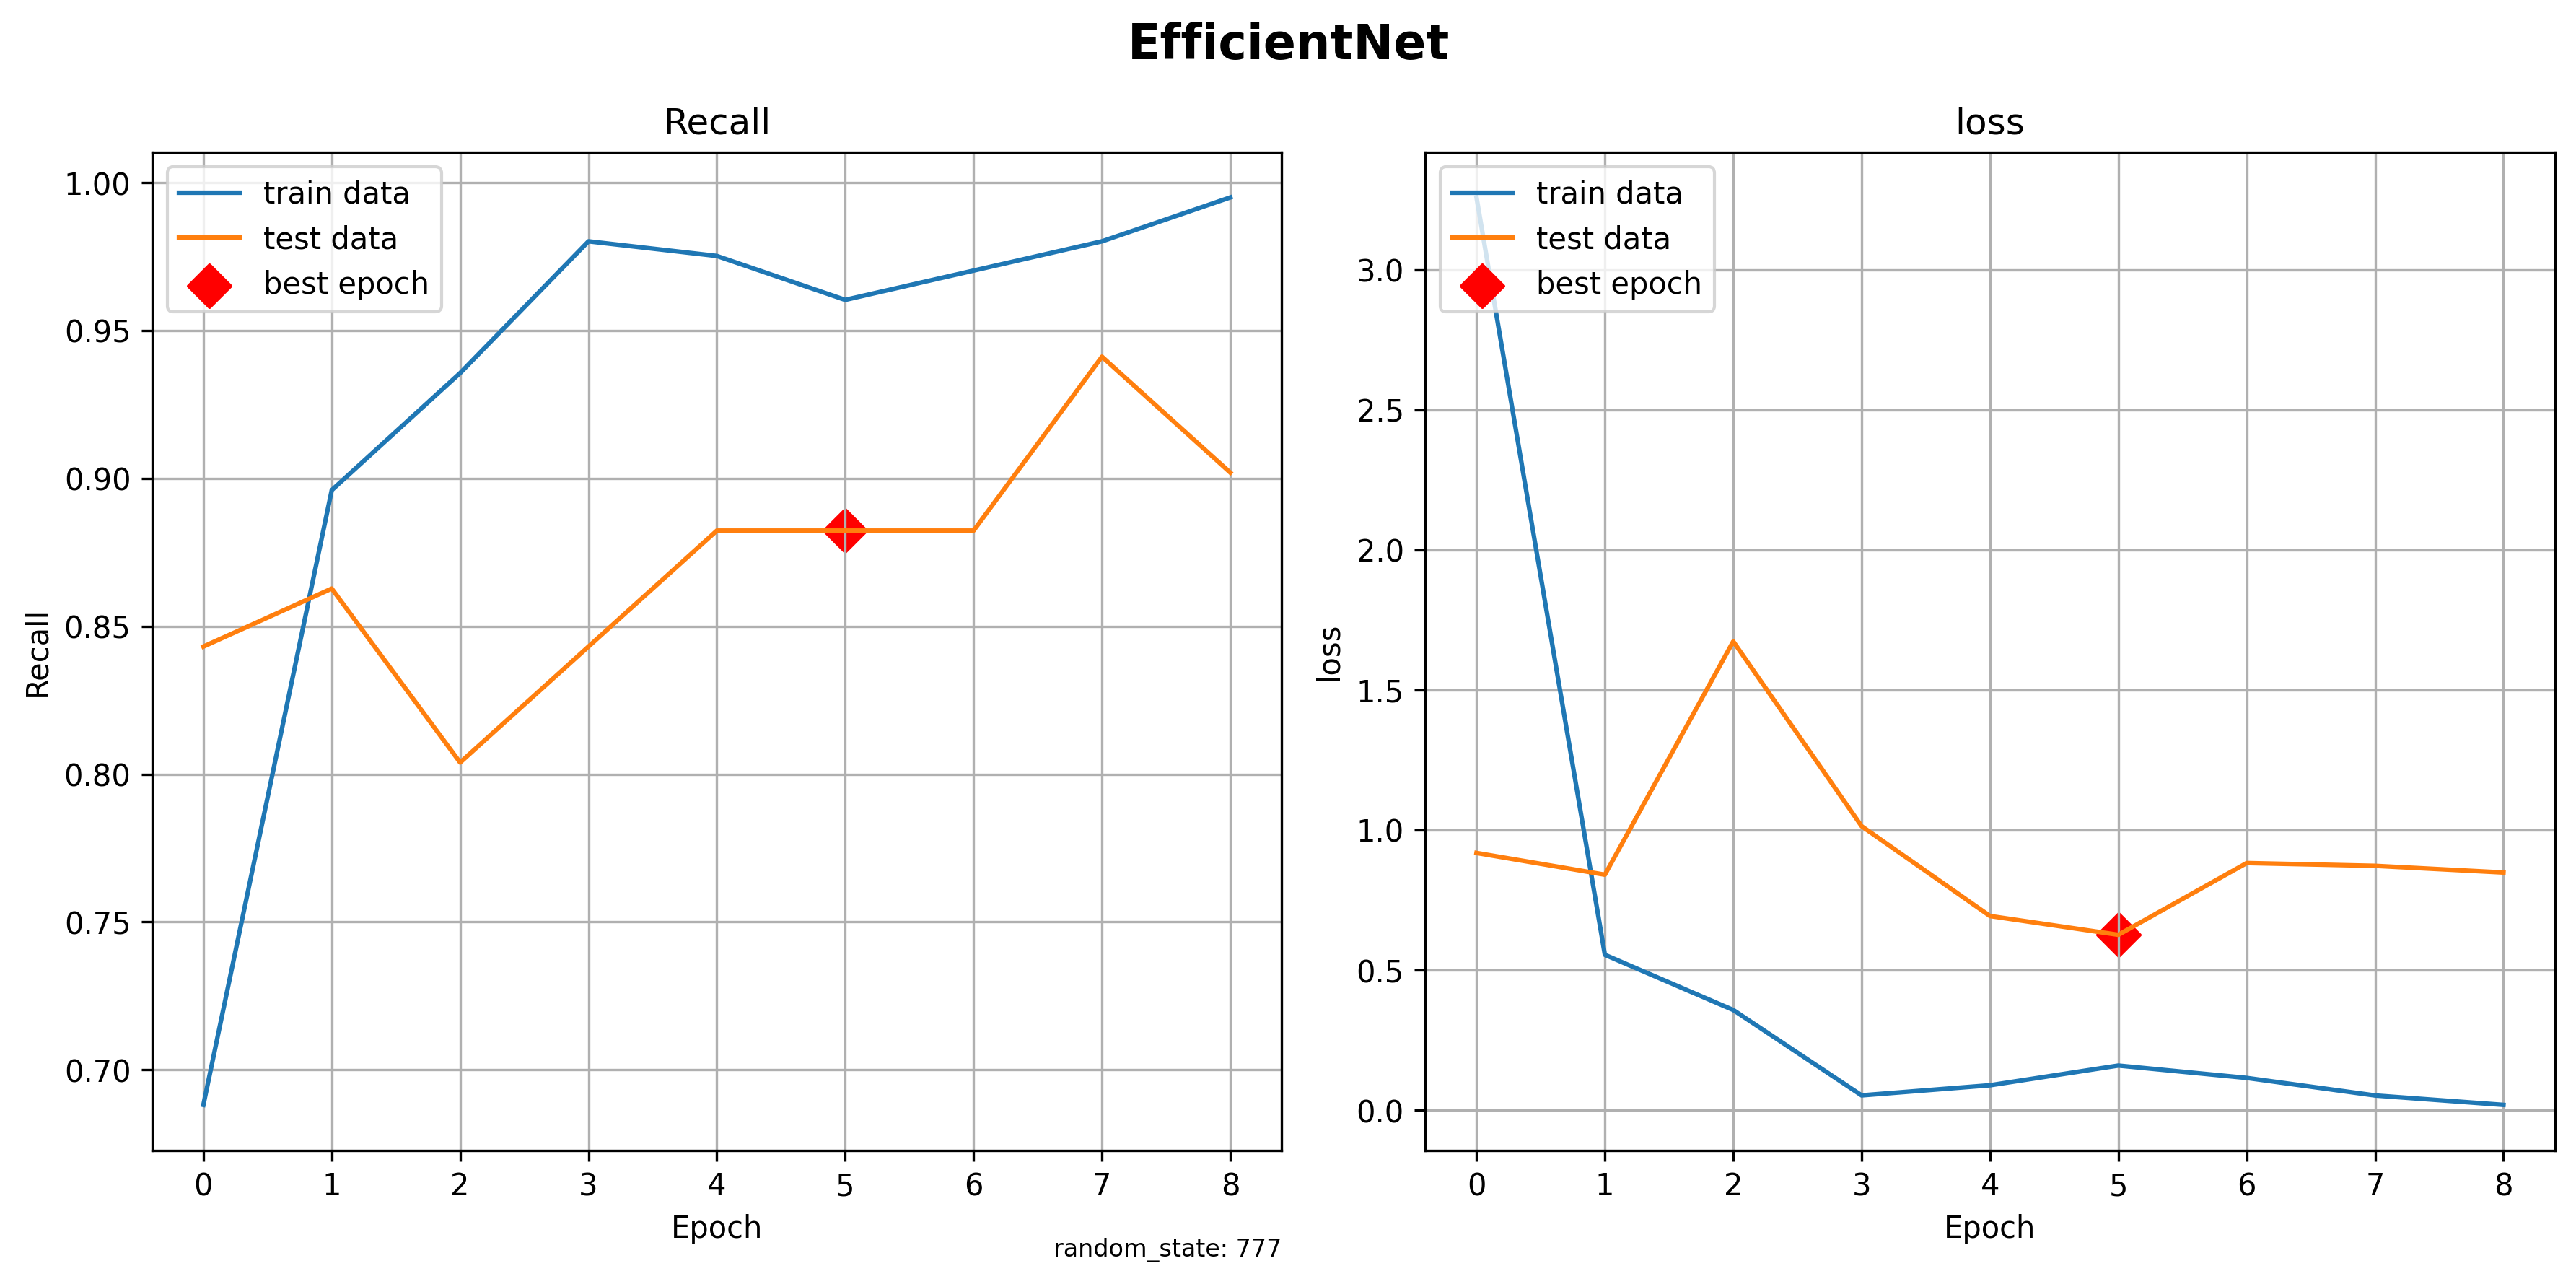 EfficientNet
Recall
train data
test data
best epoch
1.00
0.95
0.90
0.85
0.80
0.75
0.70
Recall
0 1 2 3 4 5 6 7 8
Epoch
random_state: 777
loss
train data
test data
best epoch
3.0
2.5
2.0
1.5
1.0
0.5
0.0
loss
0 1 2 3 4 5 6 7 8
Epoch